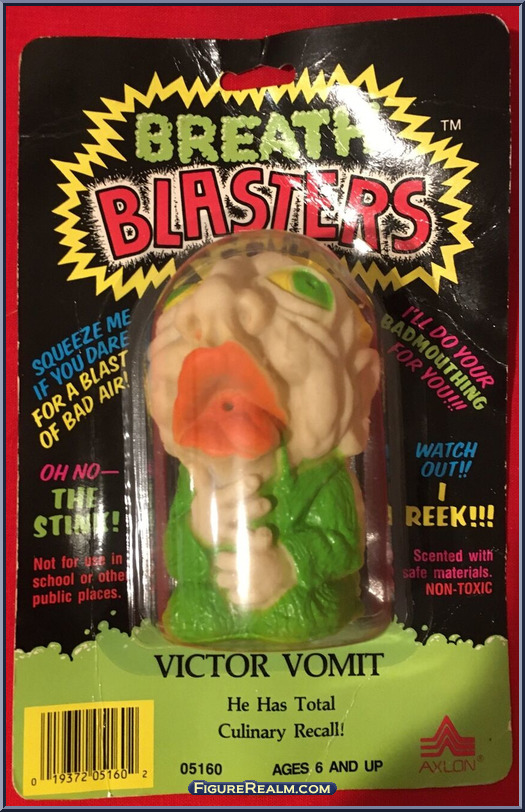 BREATH
BLASTERS
TM
SQUEEZE ME
IF YOU DARE
FOR A BLAST
OF BAD AIR!
I'LL DO YOUR
BADMOUTHING
FOR YOU!!!
OH NO—
THE
STINK!
WATCH
OUT!!
I
REEK!!!
Not for use in
school or other
public places.
Scented with
safe materials.
NON-TOXIC
VICTOR VOMIT
He Has Total
Culinary Recall!
0 19372 05160 2
05160
AGES 6 AND UP
AXLON®
FIGUREREALM.COM